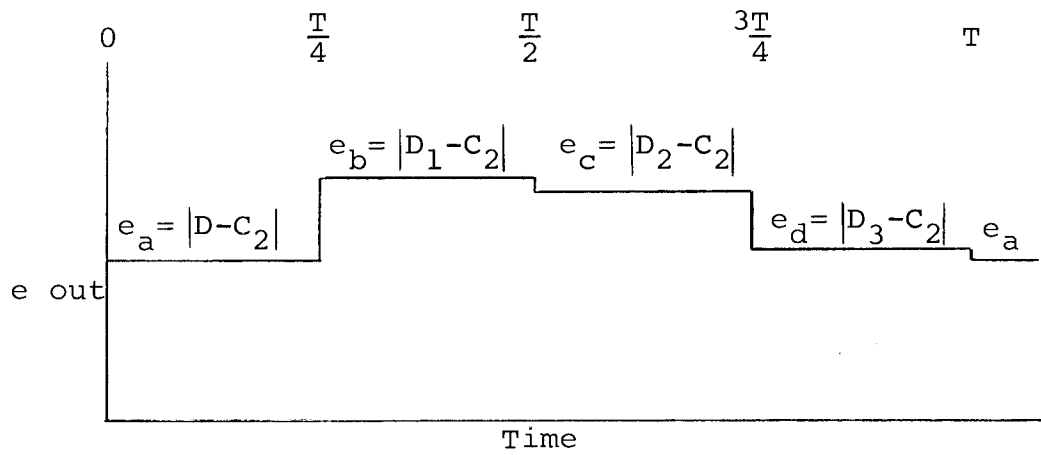 0 T/4 T/2 3T/4 T
e_b= |D_1-C_2| e_c= |D_2-C_2|
e_a= |D-C_2| e_d= |D_3-C_2| e_a
e out
Time